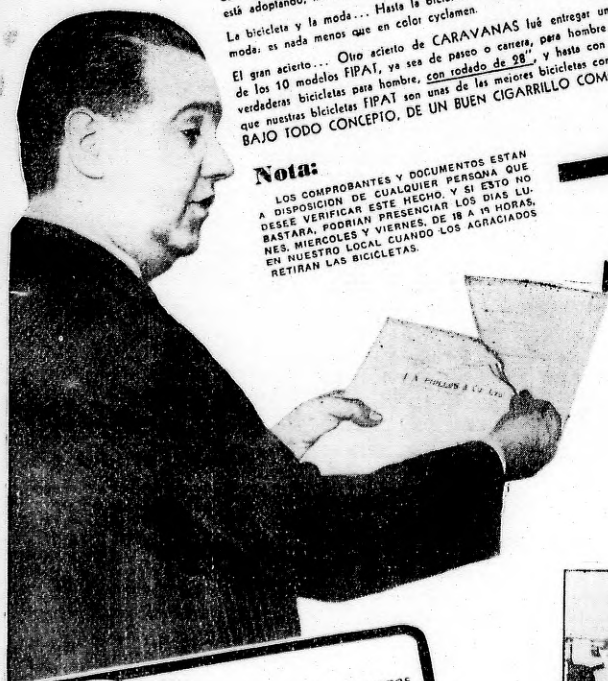 está adoptando,
La bicicleta y la moda... Hasta la
moda: es nada menos que en color cyclamen.
El gran acierto... Otro acierto de CARAVANAS fué entregar un
de los 10 modelos FIPAT, ya sea de paseo o carrera, para hombre
verdaderas bicicletas para hombre, con rodado de 28", y hasta con
que nuestras bicicletas FIPAT son unas de las mejores bicicletas
BAJO TODO CONCEPTO, DE UN BUEN CIGARRILLO
Nota:
LOS COMPROBANTES Y DOCUMENTOS ESTAN
A DISPOSICION DE CUALQUIER PERSONA QUE
DESEE VERIFICAR ESTE HECHO. Y SI ESTO NO
BASTARA, PODRIAN PRESENCIAR LOS DIAS LU-
NES, MIERCOLES Y VIERNES, DE 18 A 19 HORAS,
EN NUESTRO LOCAL CUANDO LOS AGRACIADOS
RETIRAN LAS BICICLETAS.